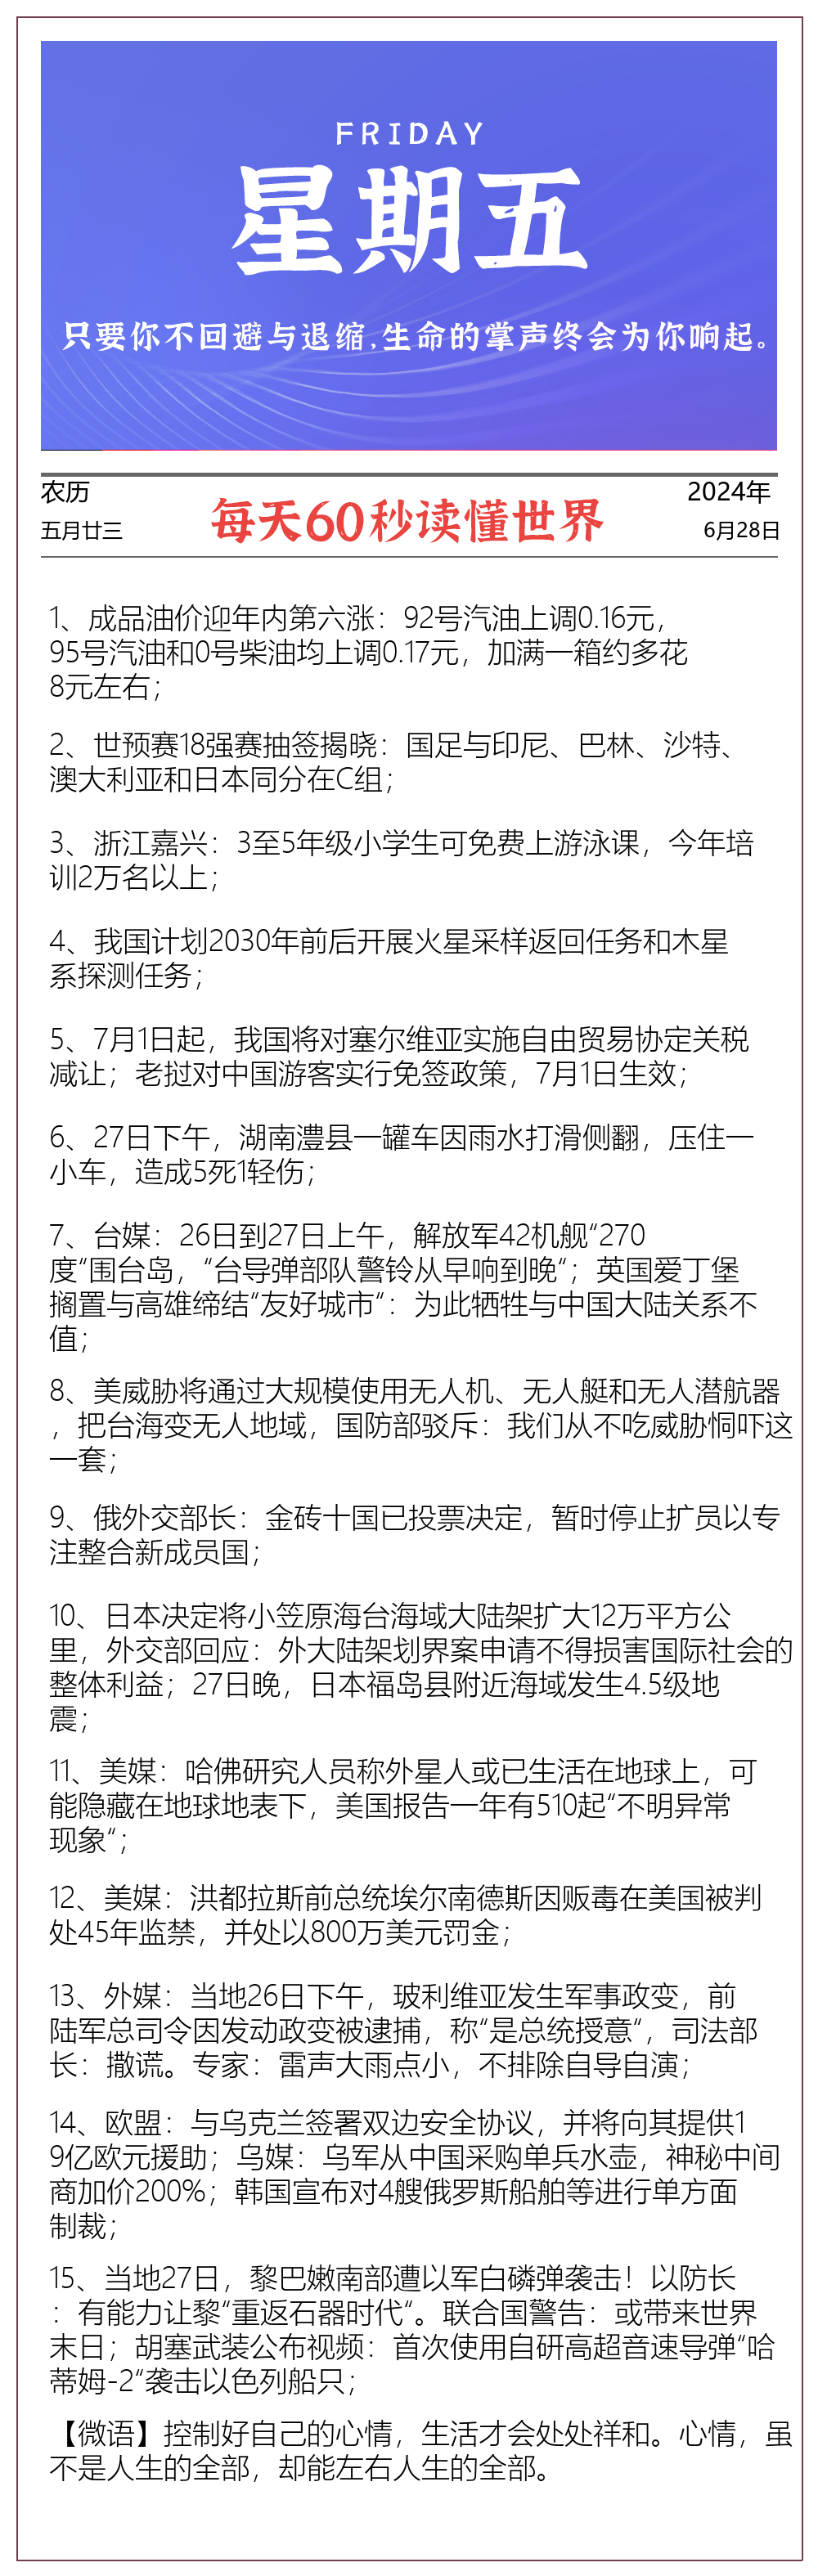 FRIDAY
星期五
只要你不回避与退缩,生命的掌声终会为你响起。
农历
五月廿三
每天60秒读懂世界
2024年
6月28日
1、成品油价迎年内第六涨：92号汽油上调0.16元，
95号汽油和0号柴油均上调0.17元，加满一箱约多花
8元左右；
2、世预赛18强赛抽签揭晓：国足与印尼、巴林、沙特、
澳大利亚和日本同分在C组；
3、浙江嘉兴：3至5年级小学生可免费上游泳课，今年培
训2万名以上；
4、我国计划2030年前后开展火星采样返回任务和木星
系探测任务；
5、7月1日起，我国将对塞尔维亚实施自由贸易协定关税
减让；老挝对中国游客实行免签政策，7月1日生效；
6、27日下午，湖南澧县一罐车因雨水打滑侧翻，压住一
小车，造成5死1轻伤；
7、台媒：26日到27日上午，解放军42机舰“270
度“围台岛，“台导弹部队警铃从早响到晚“；英国爱丁堡
搁置与高雄缔结“友好城市“：为此牺牲与中国大陆关系不
值；
8、美威胁将通过大规模使用无人机、无人艇和无人潜航器
，把台海变无人地域，国防部驳斥：我们从不吃威胁恫吓这
一套；
9、俄外交部长：金砖十国已投票决定，暂时停止扩员以专
注整合新成员国；
10、日本决定将小笠原海台海域大陆架扩大12万平方公
里，外交部回应：外大陆架划界案申请不得损害国际社会的
整体利益；27日晚，日本福岛县附近海域发生4.5级地
震；
11、美媒：哈佛研究人员称外星人或已生活在地球上，可
能隐藏在地球地表下，美国报告一年有510起“不明异常
现象“；
12、美媒：洪都拉斯前总统埃尔南德斯因贩毒在美国被判
处45年监禁，并处以800万美元罚金；
13、外媒：当地26日下午，玻利维亚发生军事政变，前
陆军总司令因发动政变被逮捕，称“是总统授意“，司法部
长：撒谎。专家：雷声大雨点小，不排除自导自演；
14、欧盟：与乌克兰签署双边安全协议，并将向其提供1
9亿欧元援助；乌媒：乌军从中国采购单兵水壶，神秘中间
商加价200%；韩国宣布对4艘俄罗斯船舶等进行单方面
制裁；
15、当地27日，黎巴嫩南部遭以军白磷弹袭击！以防长
：有能力让黎“重返石器时代“。联合国警告：或带来世界
末日；胡塞武装公布视频：首次使用自研高超音速导弹“哈
蒂姆-2“袭击以色列船只；
【微语】控制好自己的心情，生活才会处处祥和。心情，虽
不是人生的全部，却能左右人生的全部。